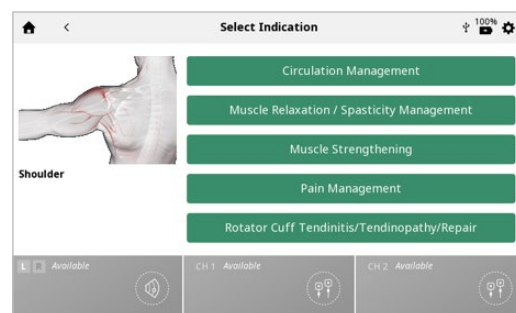 Select Indication
100%
Circulation Management
Muscle Relaxation / Spasticity Management
Muscle Strengthening
Shoulder
Pain Management
Rotator Cuff Tendinitis/Tendinopathy/Repair
L R Available
CH 1 Available
CH 2 Available